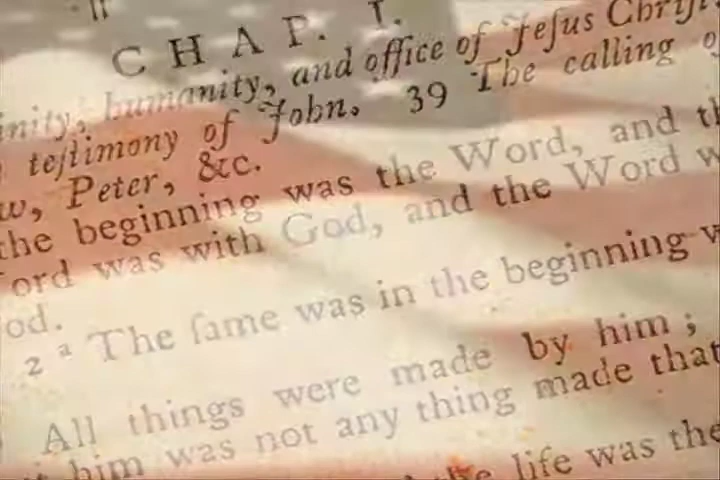 CHAP. I.
inity, humanity, and office of Jeſus Chriſt
teſtimony of John. 39 The calling o
w, Peter, &c.
the beginning was the Word, and th
ord was with God, and the Word w
od.
2 ª The ſame was in the beginning w
All things were made by him ;
him was not any thing made that
the life was the